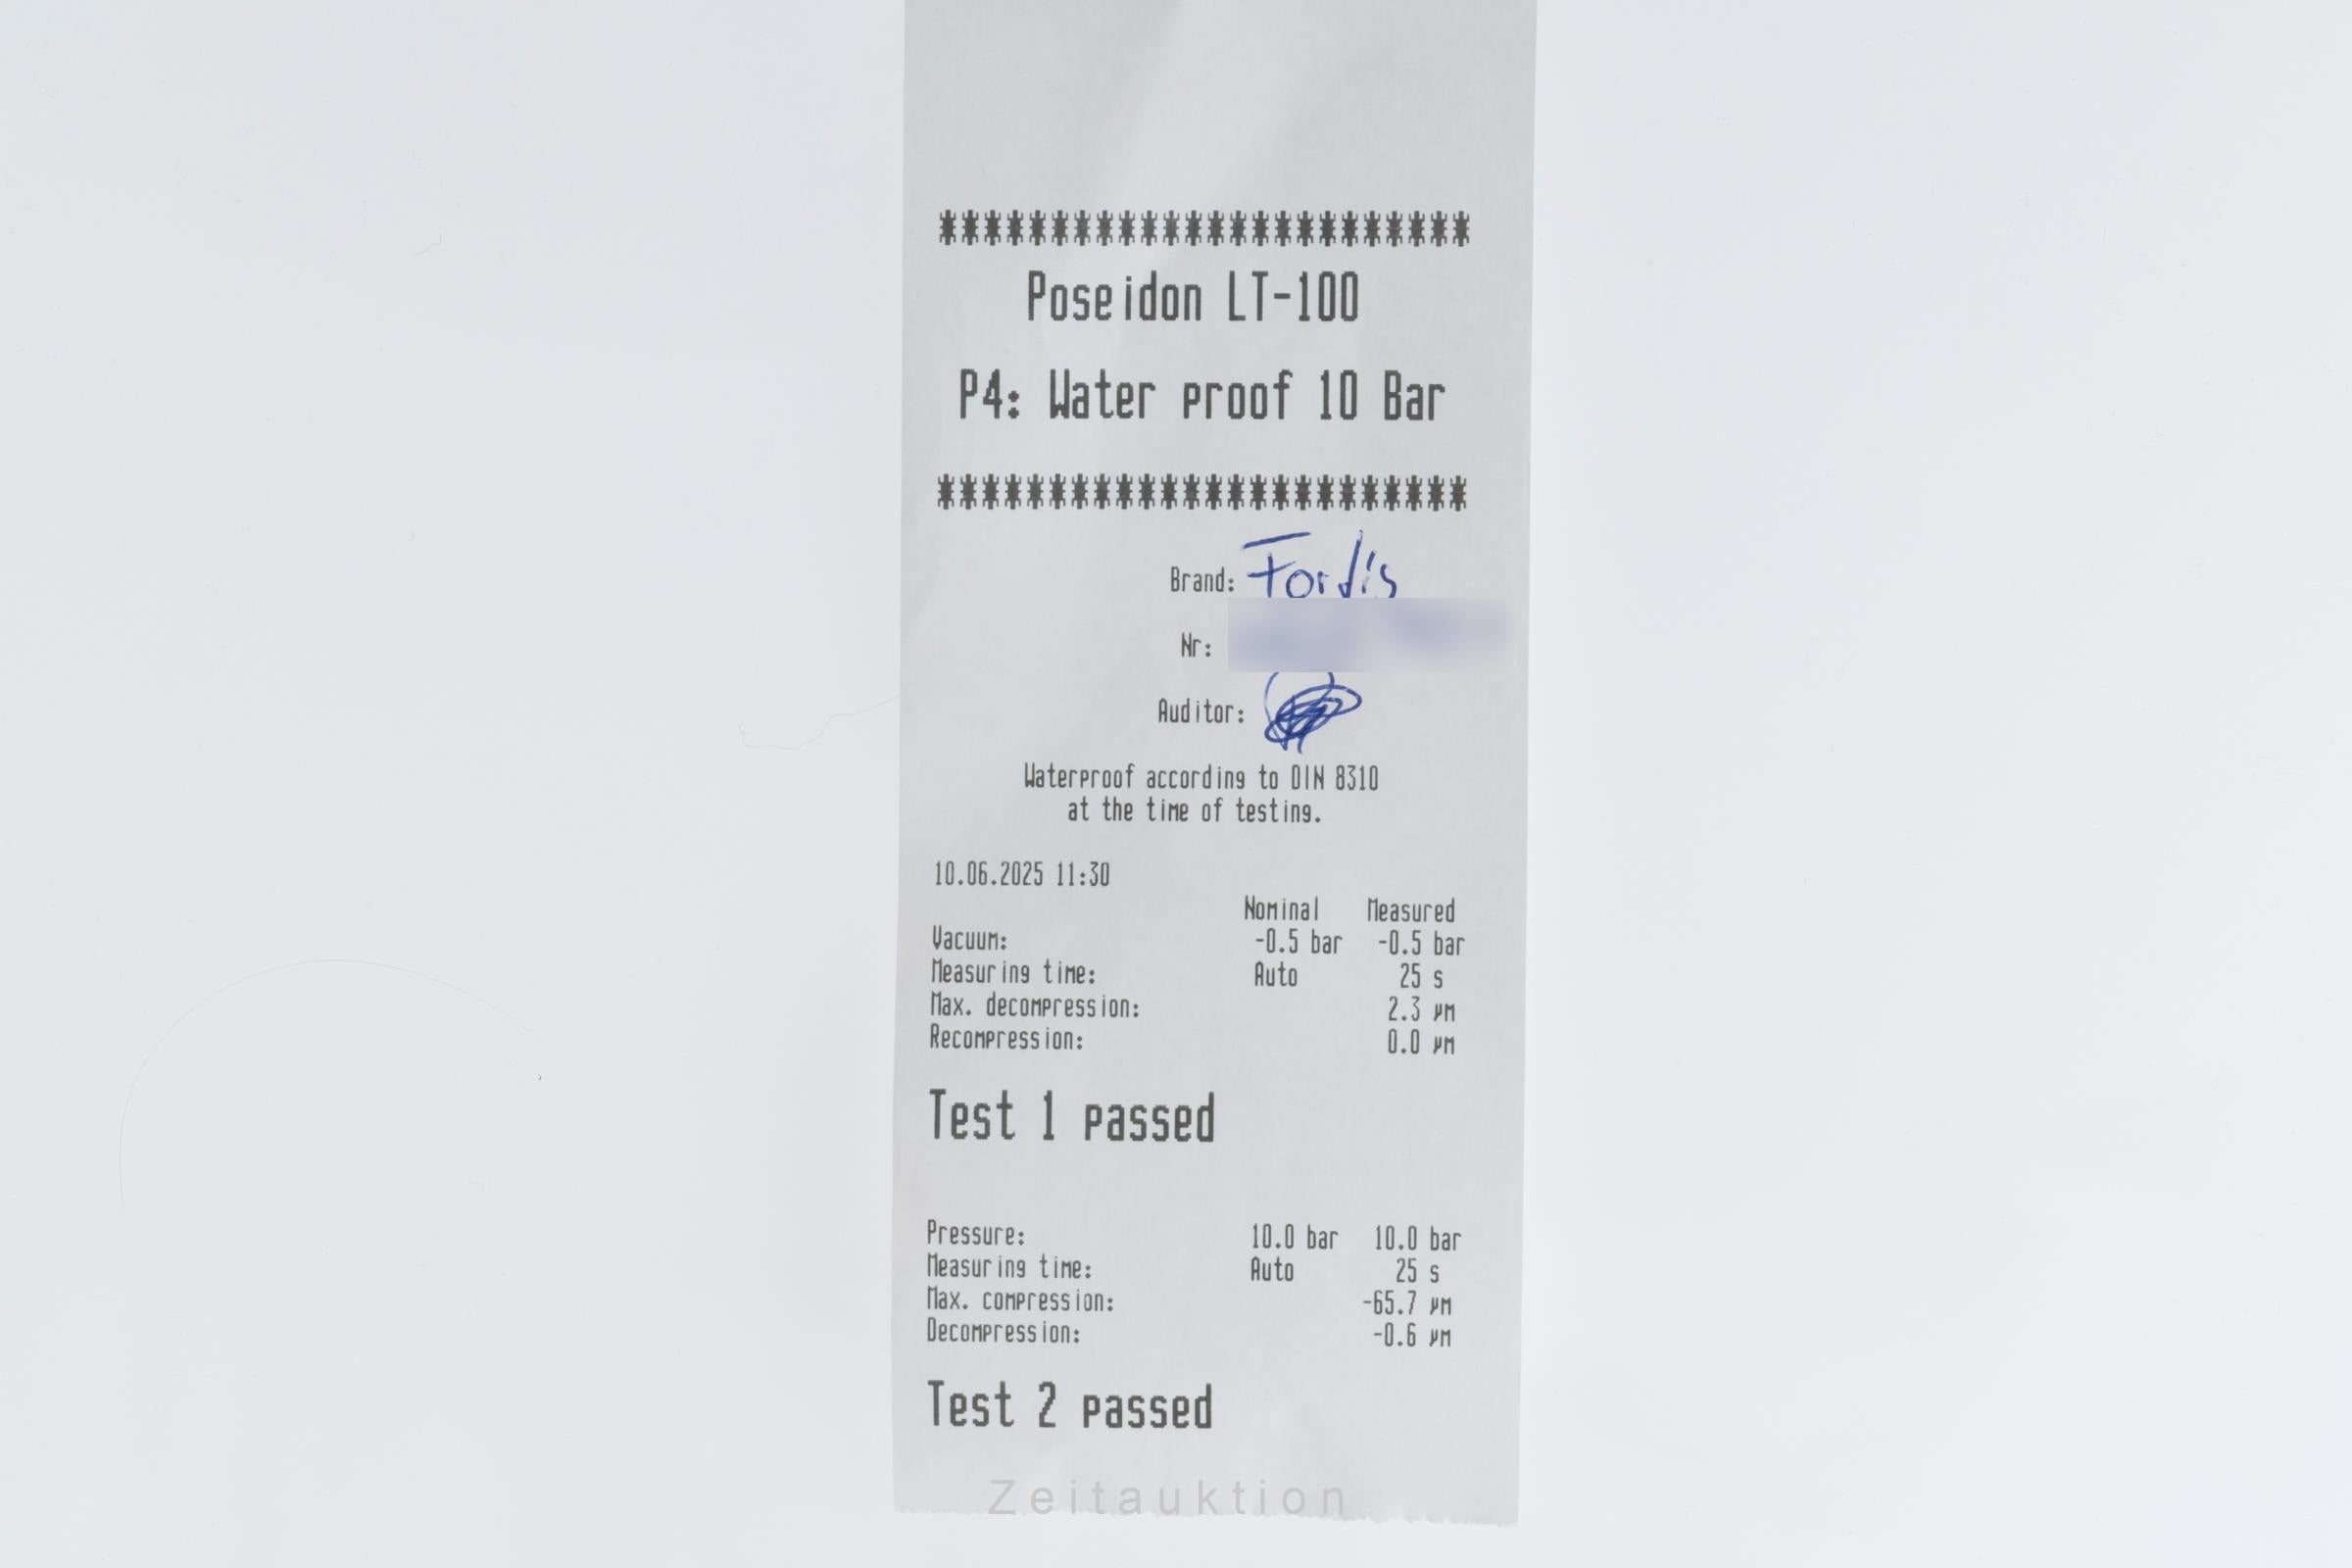 ************************
Poseidon LT-100
P4: Water proof 10 Bar
************************
Brand: Fortis
Nr:
Auditor:
Waterproof according to DIN 8310
at the time of testing.
10.06.2025 11:30
Nominal Measured
Vacuum: -0.5 bar -0.5 bar
Measuring time: Auto 25 s
Max. decompression: 2.3 µm
Recompression: 0.0 µm
Test 1 passed
Pressure: 10.0 bar 10.0 bar
Measuring time: Auto 25 s
Max. compression: -65.7 µm
Decompression: -0.6 µm
Test 2 passed
Zeitauktion